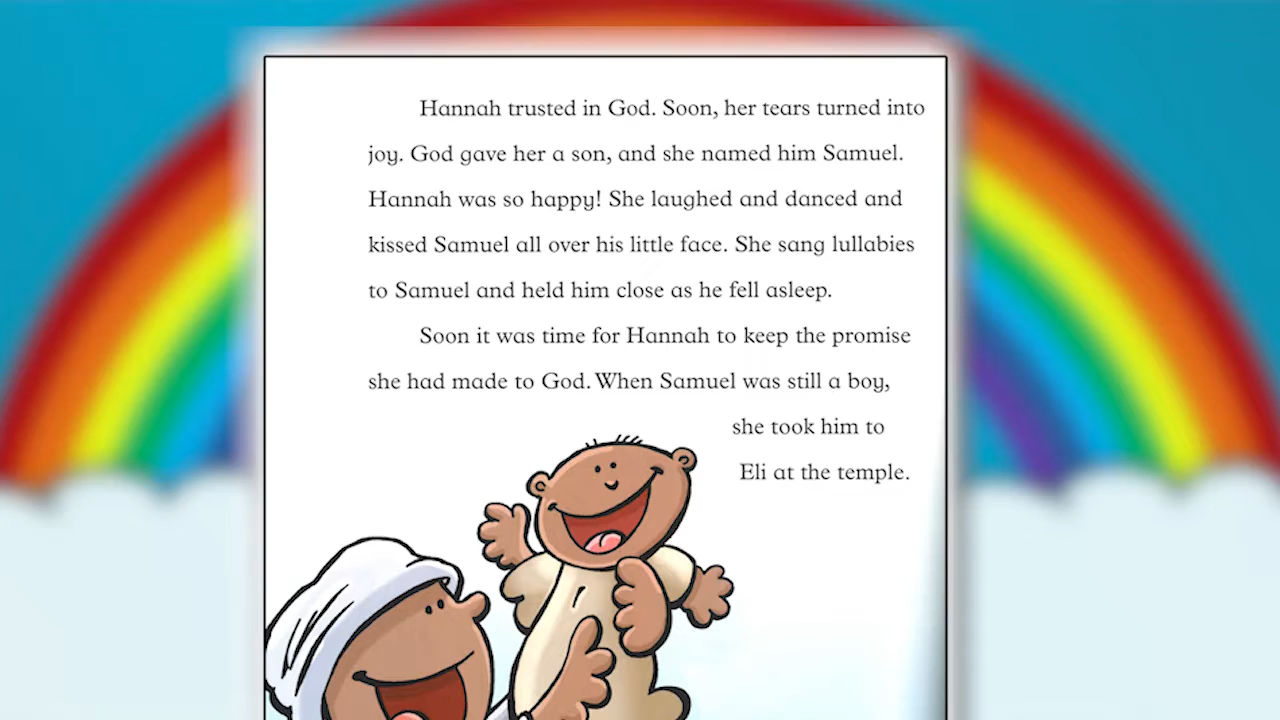 Hannah trusted in God. Soon, her tears turned into
joy. God gave her a son, and she named him Samuel.
Hannah was so happy! She laughed and danced and
kissed Samuel all over his little face. She sang lullabies
to Samuel and held him close as he fell asleep.
Soon it was time for Hannah to keep the promise
she had made to God. When Samuel was still a boy,
she took him to
Eli at the temple.